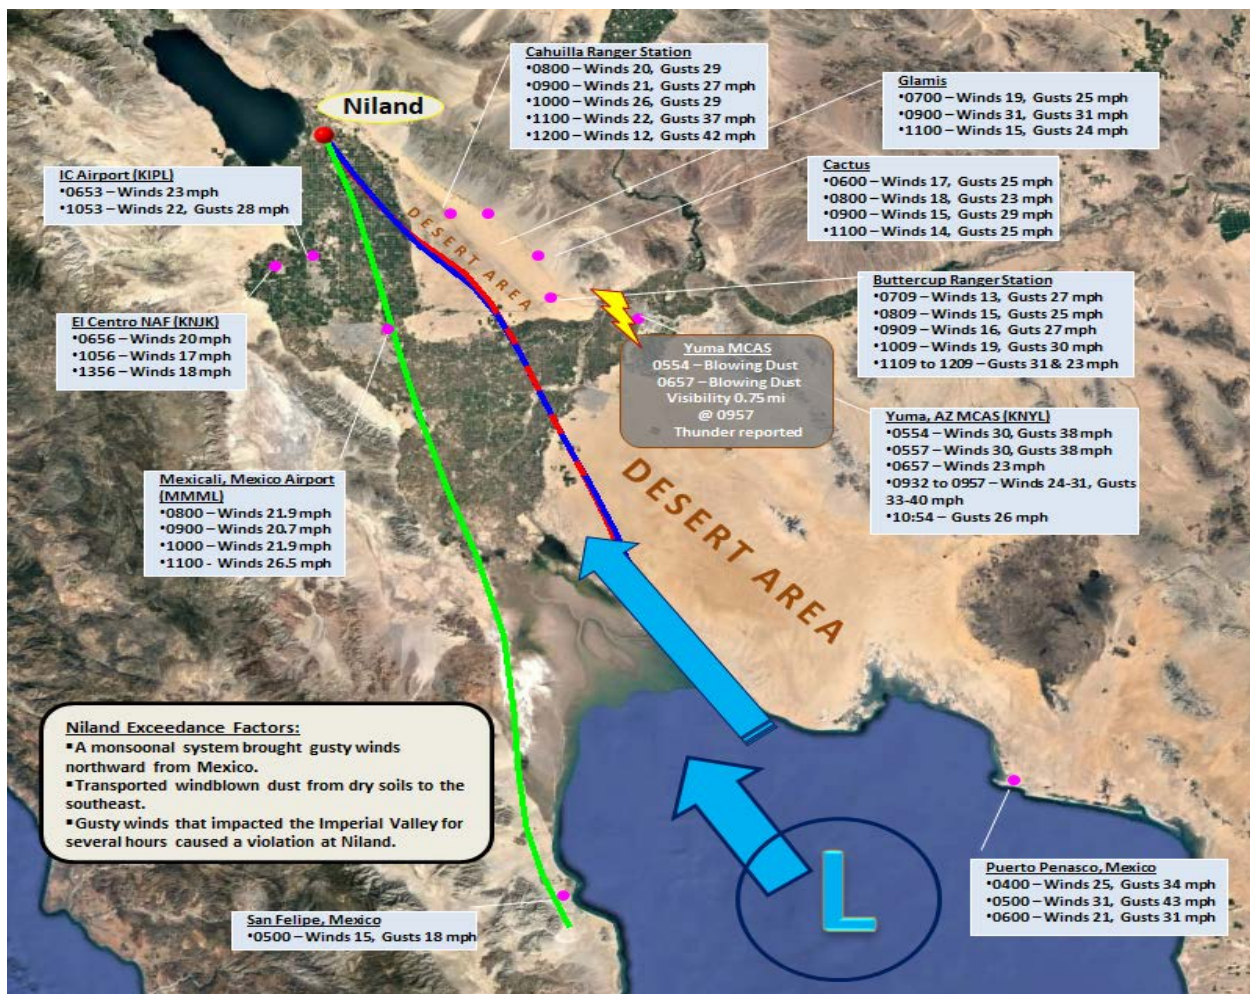 Cahuilla Ranger Station
•0800 – Winds 20, Gusts 29
•0900 – Winds 21, Gusts 27 mph
•1000 – Winds 26, Gusts 29
•1100 – Winds 22, Gusts 37 mph
•1200 – Winds 12, Gusts 42 mph
Glamis
•0700 – Winds 19, Gusts 25 mph
•0900 – Winds 31, Gusts 31 mph
•1100 – Winds 15, Gusts 24 mph
Niland
IC Airport (KIPL)
•0653 – Winds 23 mph
•1053 – Winds 22, Gusts 28 mph
Cactus
•0600 – Winds 17, Gusts 25 mph
•0800 – Winds 18, Gusts 23 mph
•0900 – Winds 15, Gusts 29 mph
•1100 – Winds 14, Gusts 25 mph
DESERT AREA
Buttercup Ranger Station
•0709 – Winds 13, Gusts 27 mph
•0809 – Winds 15, Gusts 25 mph
•0909 – Winds 16, Guts 27 mph
•1009 – Winds 19, Gusts 30 mph
•1109 to 1209 – Gusts 31 & 23 mph
El Centro NAF (KNJK)
•0656 – Winds 20 mph
•1056 – Winds 17 mph
•1356 – Winds 18 mph
Yuma MCAS
0554 – Blowing Dust
0657 – Blowing Dust
Visibility 0.75 mi
@ 0957
Thunder reported
Yuma, AZ MCAS (KNYL)
•0554 – Winds 30, Gusts 38 mph
•0557 – Winds 30, Gusts 38 mph
•0657 – Winds 23 mph
•0932 to 0957 – Winds 24-31, Gusts
33-40 mph
•10:54 – Gusts 26 mph
Mexicali, Mexico Airport
(MMML)
•0800 – Winds 21.9 mph
•0900 – Winds 20.7 mph
•1000 – Winds 21.9 mph
•1100 - Winds 26.5 mph
DESERT AREA
Niland Exceedance Factors:
▪A monsoonal system brought gusty winds
northward from Mexico.
▪Transported windblown dust from dry soils to the
southeast.
▪Gusty winds that impacted the Imperial Valley for
several hours caused a violation at Niland.
L
Puerto Penasco, Mexico
•0400 – Winds 25, Gusts 34 mph
•0500 – Winds 31, Gusts 43 mph
•0600 – Winds 21, Gusts 31 mph
San Felipe, Mexico
•0500 – Winds 15, Gusts 18 mph